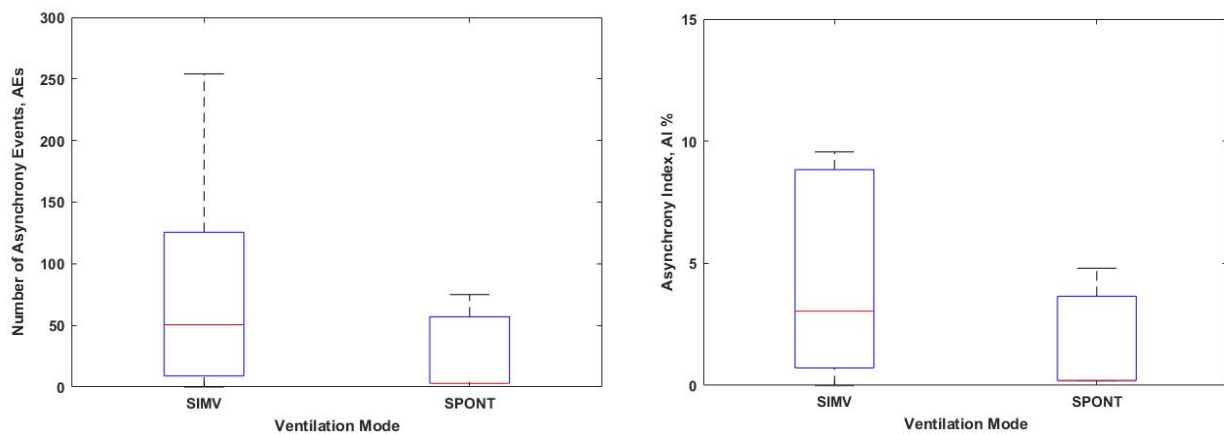 Number of Asynchrony Events, AEs
300
250
200
150
100
50
0
SIMV SPONT
Ventilation Mode
Asynchrony Index, AI %
15
10
5
0
SIMV SPONT
Ventilation Mode